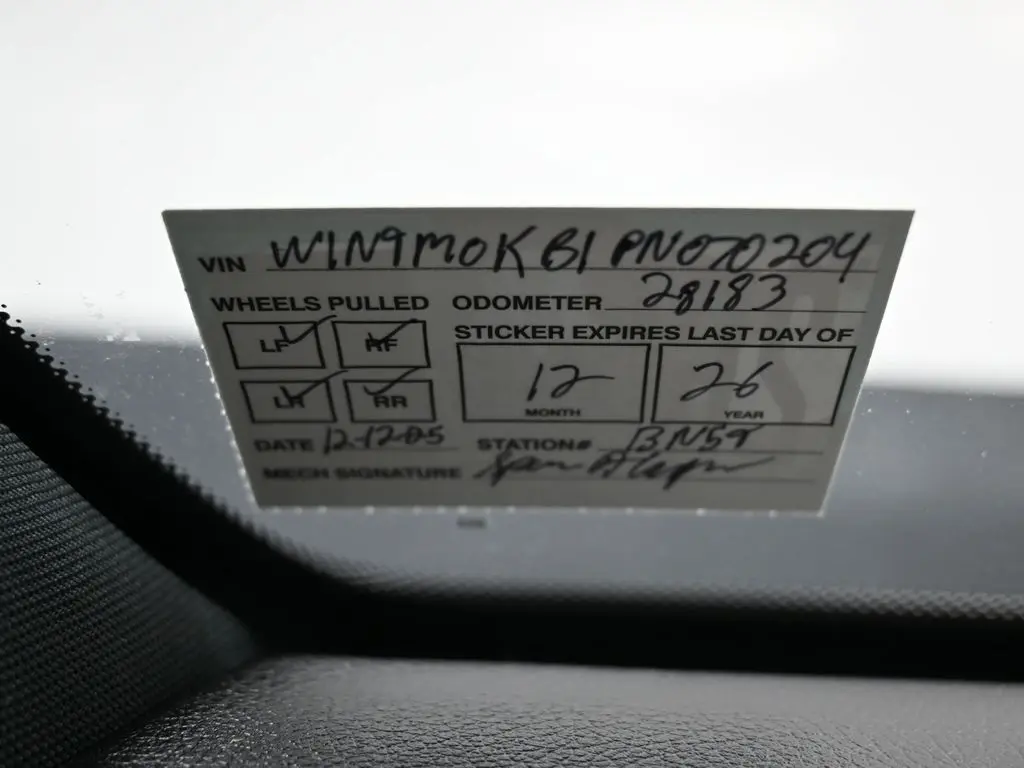 VIN W1N9M0KB1PN070204
WHEELS PULLED ODOMETER 28183
LF RF STICKER EXPIRES LAST DAY OF
LR RR 12 MONTH 26 YEAR
DATE 12-12-25 STATION# BN59
MECH SIGNATURE